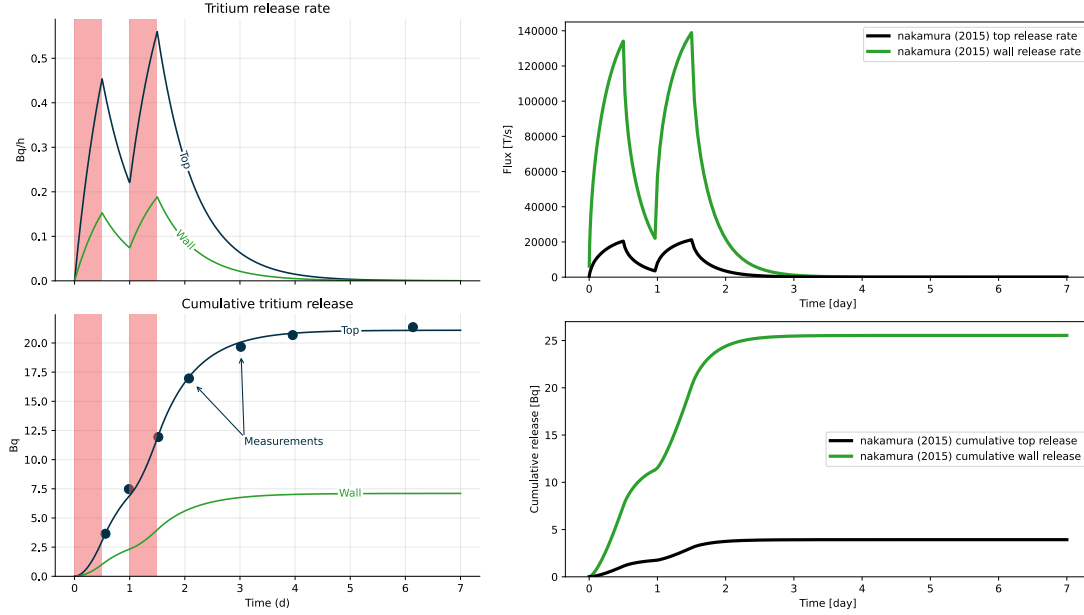 Tritium release rate
Bq/h
0.5
0.4
0.3
0.2
0.1
0.0
Top
Wall
Cumulative tritium release
Bq
20.0
17.5
15.0
12.5
10.0
7.5
5.0
2.5
0.0
Top
Measurements
Wall
0 1 2 3 4 5 6 7
Time (d)
nakamura (2015) top release rate
nakamura (2015) wall release rate
Flux [T/s]
140000
120000
100000
80000
60000
40000
20000
0
0 1 2 3 4 5 6 7
Time [day]
Cumulative release [Bq]
25
20
15
10
5
0
nakamura (2015) cumulative top release
nakamura (2015) cumulative wall release
0 1 2 3 4 5 6 7
Time [day]